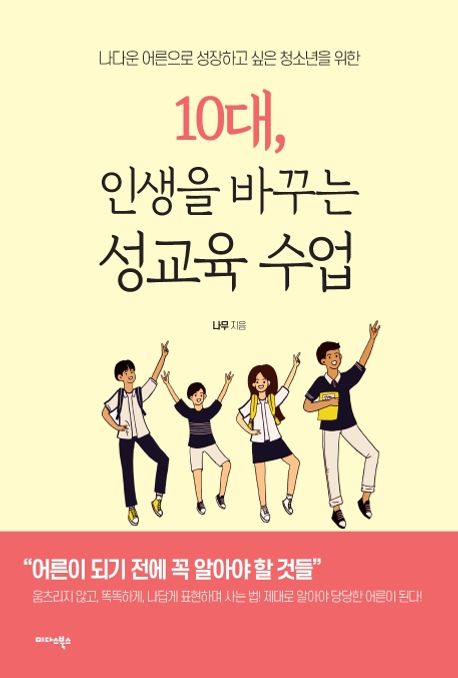 나다운 어른으로 성장하고 싶은 청소년을 위한
10대,
인생을 바꾸는
성교육 수업
나무 지음
“어른이 되기 전에 꼭 알아야 할 것들”
움츠리지 않고, 똑똑하게, 나답게 표현하며 사는 법! 제대로 알아야 당당한 어른이 된다!
미다스북스